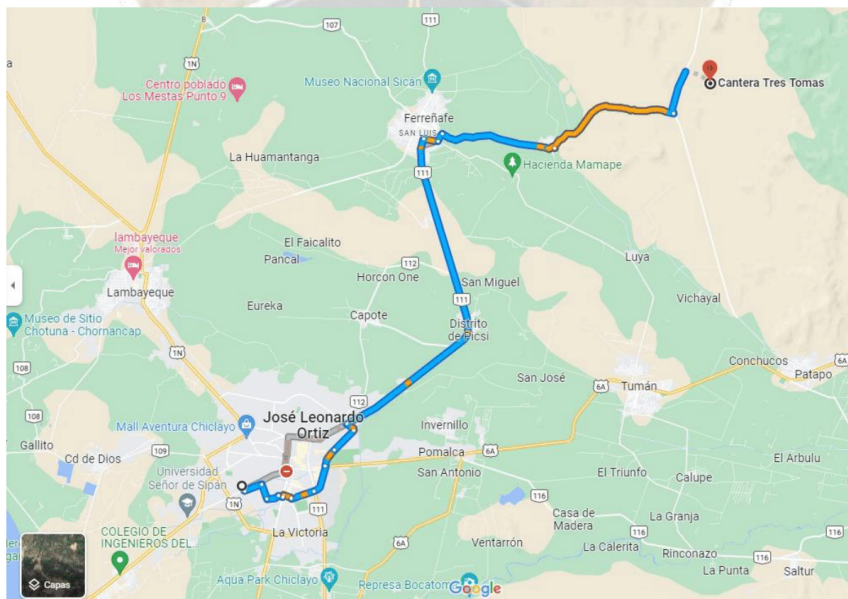 111
107
1N
Museo Nacional Sicán
Centro poblado
Los Mestas Punto 9
Cantera Tres Tomas
Ferreñafe
SAN LUIS
La Huamantanga
Hacienda Mamape
111
lambayeque
Mejor valorados
El Faicalito
Pancal
Luya
112
San Miguel
Horcon One
Lambayeque
Eureka
111
Vichayal
Capote
Museo de Sitio
Chotuna - Chornancap
Distrito
de Picsi
1N
6A
Conchucos
108
Patapo
San José
6A
Tumán
112
108
José Leonardo
Ortiz
Mall Aventura Chiclayo
Invernillo
Gallito
109
Pomalca
6A
Cd de Dios
El Arbulu
Universidad
Señor de Sipán
San Antonio
El Triunfo
Calupe
1N
111
116
COLEGIO DE
INGENIEROS DEL...
La Victoria
Casa de
Madera
La Granja
116
6A
Ventarrón
La Calerita
Rinconazo
116
La Punta
Saltur
Capas
Aqua Park Chiclayo
Represa Bocatom
Google